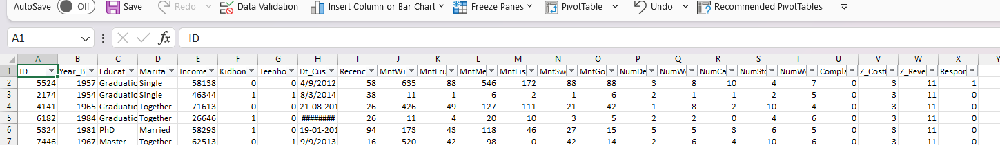 AutoSave Off Save Redo Data Validation Insert Column or Bar Chart Freeze Panes PivotTable Undo Recommended PivotTables
A1 fx ID
A B C D E F G H I J K L M N O P Q R S T U V W X Y
1 ID Year_B Educat Marita Income Kidhom Teenho Dt_Cus Recenc MntWi MntFru MntMe MntFis MntSw MntGo NumDe NumW NumCa NumSto NumW Compla Z_Cost Z_Reve Respon
2 5524 1957 Graduatio Single 58138 0 0 4/9/2012 58 635 88 546 172 88 88 3 8 10 4 7 0 3 11 1
3 2174 1954 Graduatio Single 46344 1 1 8/3/2014 38 11 1 6 2 1 6 2 1 1 2 5 0 3 11 0
4 4141 1965 Graduatio Together 71613 0 0 21-08-201 26 426 49 127 111 21 42 1 8 2 10 4 0 3 11 0
5 6182 1984 Graduatio Together 26646 1 0 ######## 26 11 4 20 10 3 5 2 2 0 4 6 0 3 11 0
6 5324 1981 PhD Married 58293 1 0 19-01-201 94 173 43 118 46 27 15 5 5 3 6 5 0 3 11 0
7 7446 1967 Master Together 62513 0 1 9/9/2013 16 520 42 98 0 42 14 2 6 4 10 6 0 3 11 0